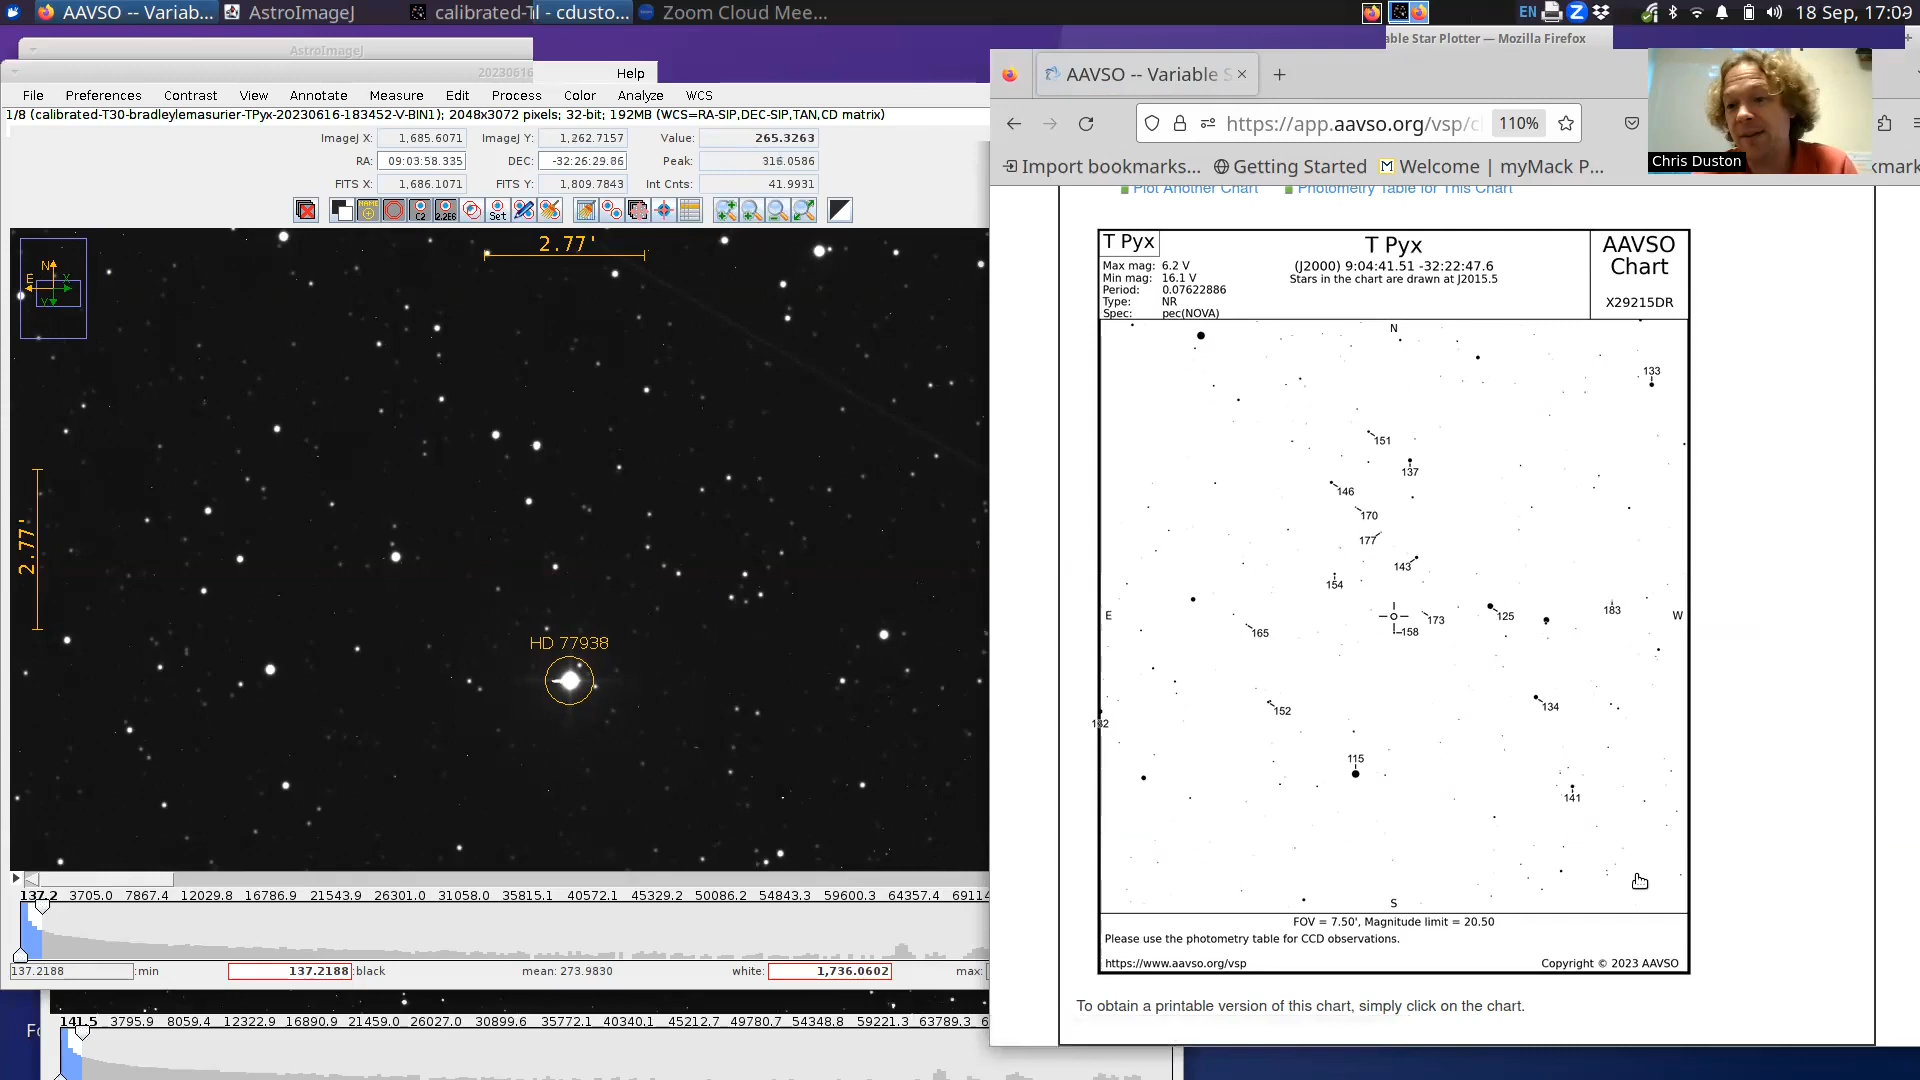 AAVSO -- Variab...
AstroImageJ
calibrated-T
l - cdusto...
Zoom Cloud Mee...
EN
18 Sep, 17:09
AstroImageJ
20230616
Help
File Preferences Contrast View Annotate Measure Edit Process Color Analyze WCS
1/8 (calibrated-T30-bradleylemasurier-TPyx-20230616-183452-V-BIN1); 2048x3072 pixels; 32-bit; 192MB (WCS=RA-SIP,DEC-SIP,TAN,CD matrix)
ImageJ X: 1,685.6071 ImageJ Y: 1,262.7157 Value: 265.3263
RA: 09:03:58.335 DEC: -32:26:29.86 Peak: 316.0586
FITS X: 1,686.1071 FITS Y: 1,809.7843 Int Cnts: 41.9931
NAME
C2
2.2E6
Set
2.77'
N
E
X
Y
2.77'
HD 77938
137.2 3705.0 7867.4 12029.8 16786.9 21543.9 26301.0 31058.0 35815.1 40572.1 45329.2 50086.2 54843.3 59600.3 64357.4 69114
137.2188 :min 137.2188 :black mean: 273.9830 white: 1,736.0602 max:
141.5 3795.9 8059.4 12322.9 16890.9 21459.0 26027.0 30899.6 35772.1 40340.1 45212.7 49780.7 54348.8 59221.3 63789.3
able Star Plotter — Mozilla Firefox
AAVSO -- Variable S
https://app.aavso.org/vsp/c
110%
Import bookmarks... Getting Started Welcome | myMack P...
kmark
Chris Duston
Plot Another Chart Photometry Table for This Chart
T Pyx
Max mag: 6.2 V
Min mag: 16.1 V
Period: 0.07622886
Type: NR
Spec: pec(NOVA)
T Pyx
(J2000) 9:04:41.51 -32:22:47.6
Stars in the chart are drawn at J2015.5
AAVSO
Chart
X29215DR
N
133
151
137
146
170
177
143
154
183
E
W
125
173
158
165
134
152
115
141
S
FOV = 7.50', Magnitude limit = 20.50
Please use the photometry table for CCD observations.
https://www.aavso.org/vsp
Copyright © 2023 AAVSO
To obtain a printable version of this chart, simply click on the chart.